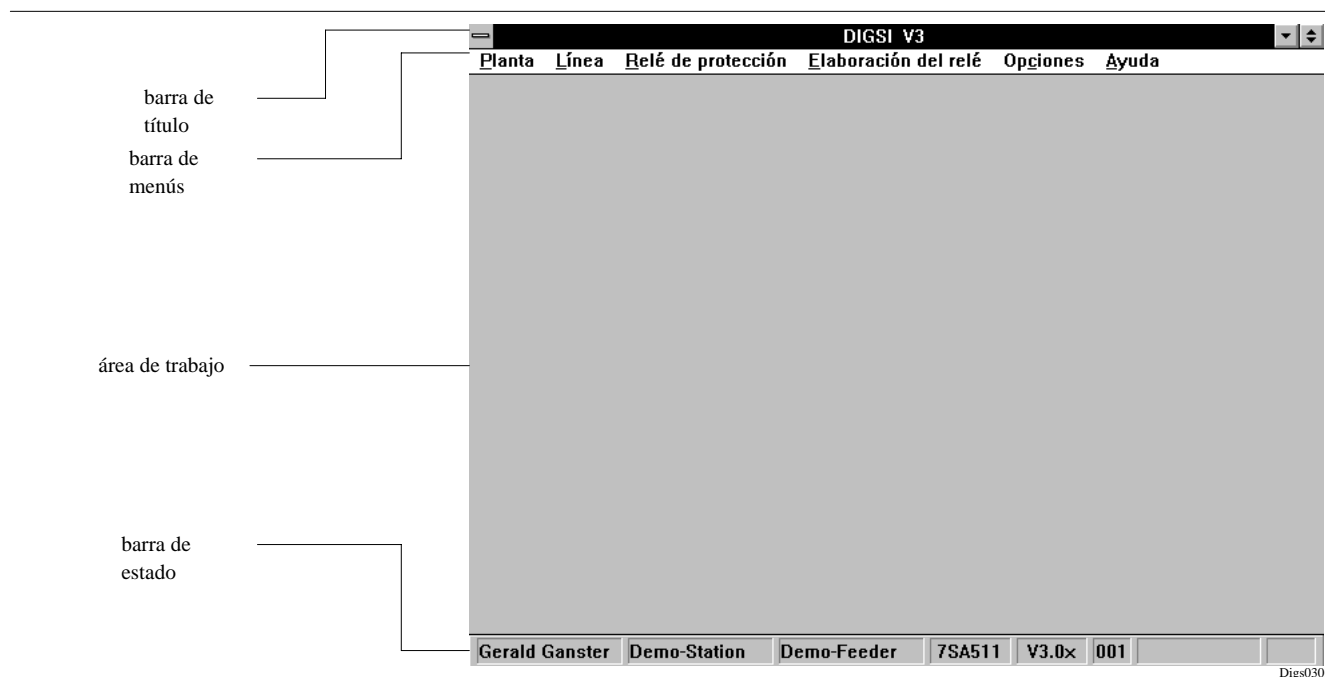 DIGSI V3
Planta Línea Relé de protección Elaboración del relé Opciones Ayuda
barra de
título
barra de
menús
área de trabajo
barra de
estado
Gerald Ganster Demo-Station Demo-Feeder 7SA511 V3.0x 001
Digs030